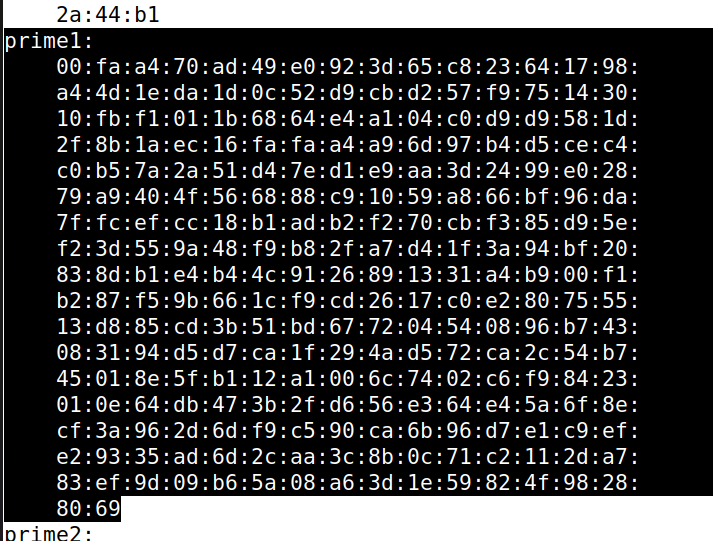 2a:44:b1
prime1:
00:fa:a4:70:ad:49:e0:92:3d:65:c8:23:64:17:98:
a4:4d:1e:da:1d:0c:52:d9:cb:d2:57:f9:75:14:30:
10:fb:f1:01:1b:68:64:e4:a1:04:c0:d9:d9:58:1d:
2f:8b:1a:ec:16:fa:fa:a4:a9:6d:97:b4:d5:ce:c4:
c0:b5:7a:2a:51:d4:7e:d1:e9:aa:3d:24:99:e0:28:
79:a9:40:4f:56:68:88:c9:10:59:a8:66:bf:96:da:
7f:fc:ef:cc:18:b1:ad:b2:f2:70:cb:f3:85:d9:5e:
f2:3d:55:9a:48:f9:b8:2f:a7:d4:1f:3a:94:bf:20:
83:8d:b1:e4:b4:4c:91:26:89:13:31:a4:b9:00:f1:
b2:87:f5:9b:66:1c:f9:cd:26:17:c0:e2:80:75:55:
13:d8:85:cd:3b:51:bd:67:72:04:54:08:96:b7:43:
08:31:94:d5:d7:ca:1f:29:4a:d5:72:ca:2c:54:b7:
45:01:8e:5f:b1:12:a1:00:6c:74:02:c6:f9:84:23:
01:0e:64:db:47:3b:2f:d6:56:e3:64:e4:5a:6f:8e:
cf:3a:96:2d:6d:f9:c5:90:ca:6b:96:d7:e1:c9:ef:
e2:93:35:ad:6d:2c:aa:3c:8b:0c:71:c2:11:2d:a7:
83:ef:9d:09:b6:5a:08:a6:3d:1e:59:82:4f:98:28:
80:69
prime2: